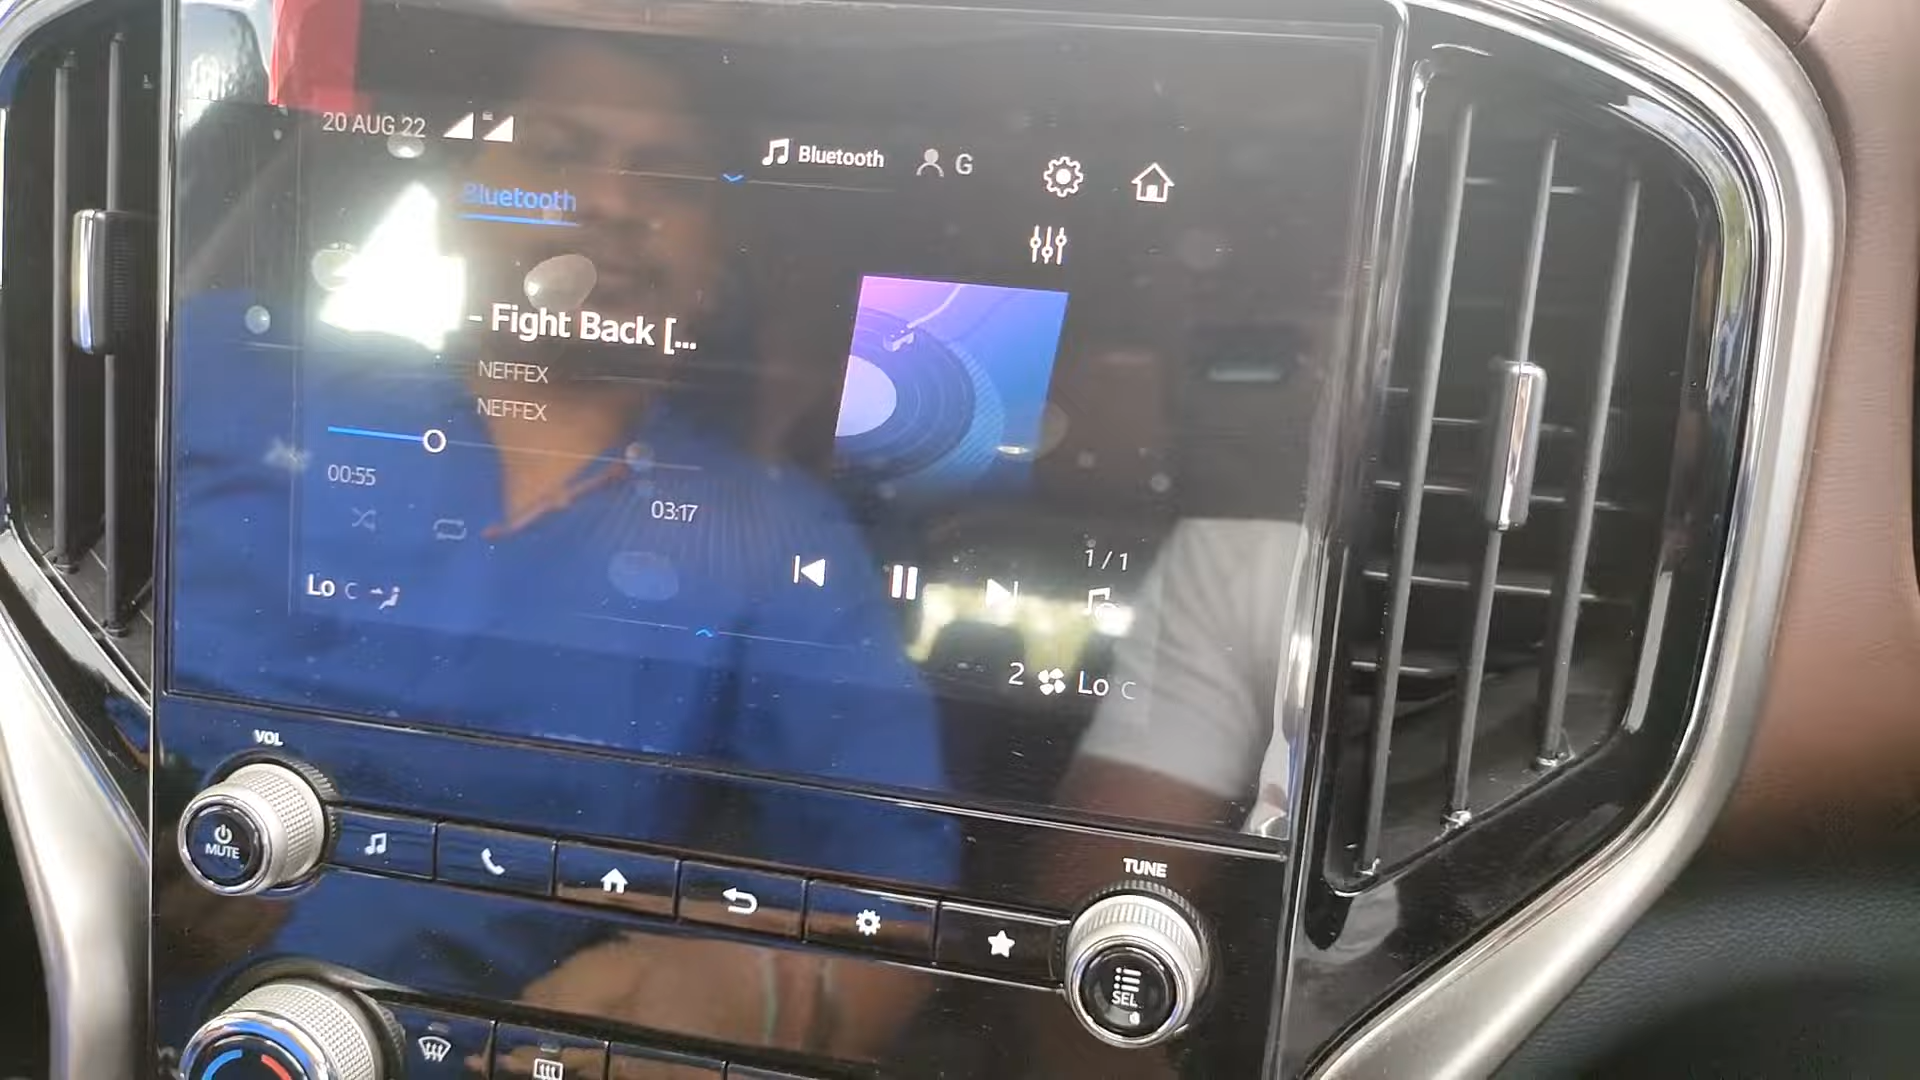 20 AUG 22
Bluetooth G
Bluetooth
- Fight Back [...
NEFFEX
NEFFEX
00:55
03:17
1 / 1
Lo C
2 Lo C
VOL
MUTE
TUNE
SEL